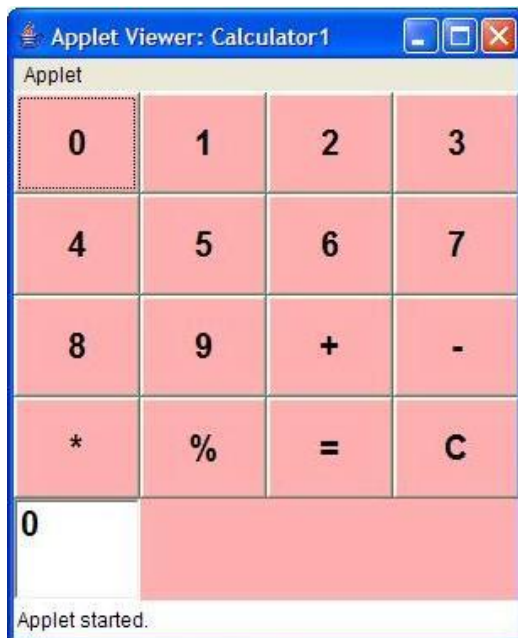 Applet Viewer: Calculator1
Applet
0 1 2 3
4 5 6 7
8 9 + -
* % = C
0
Applet started.